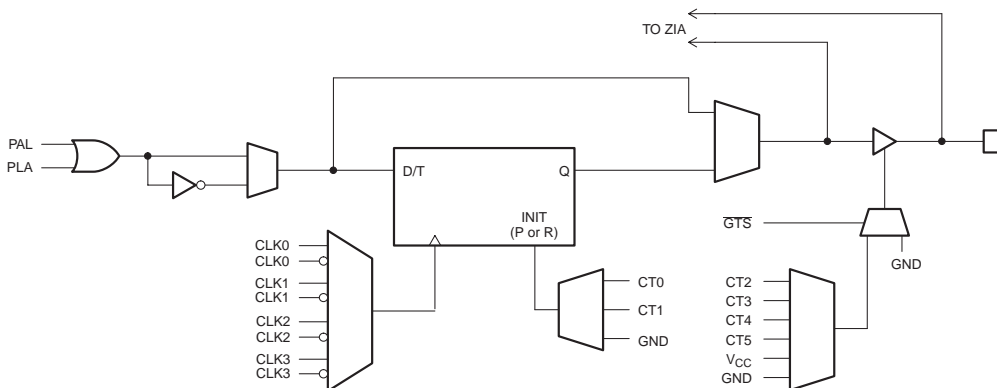 TO ZIA
PAL
PLA
D/T
Q
INIT
(P or R)
GTS
GND
CLK0
CLK0
CLK1
CLK1
CLK2
CLK2
CLK3
CLK3
CT0
CT1
GND
CT2
CT3
CT4
CT5
VCC
GND